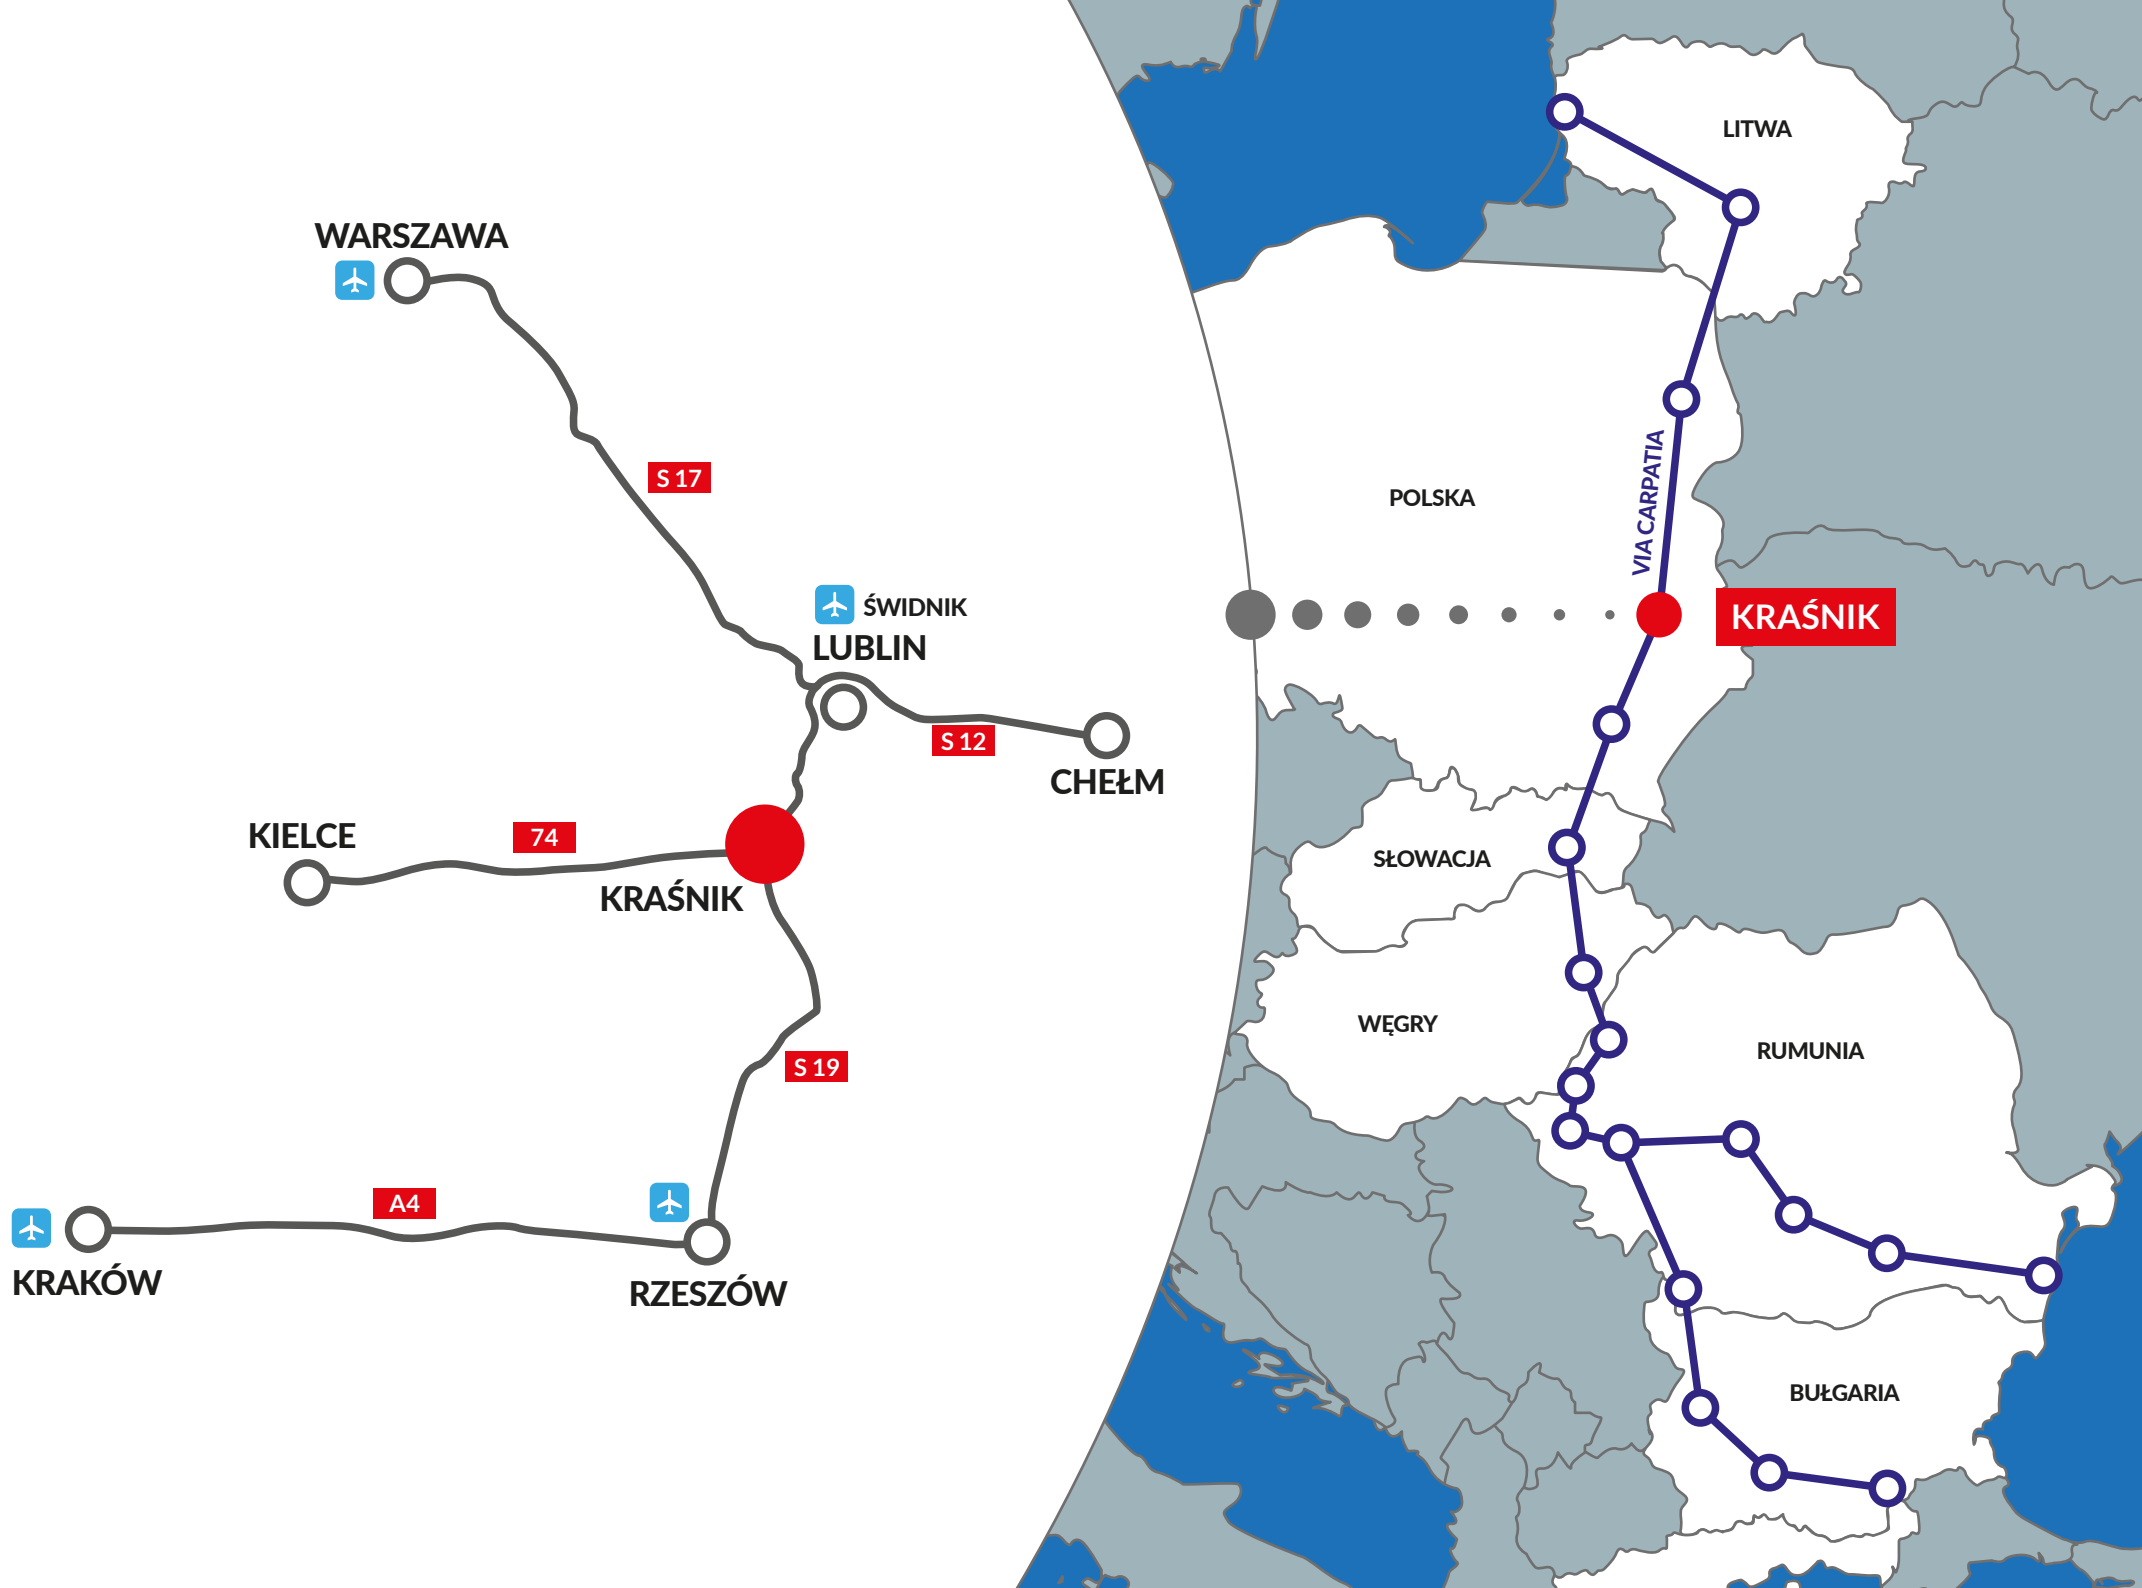 WARSZAWA
S 17
ŚWIDNIK
LUBLIN
S 12
CHEŁM
KIELCE
74
KRAŚNIK
S 19
A4
KRAKÓW
RZESZÓW
LITWA
POLSKA
VIA CARPATIA
KRAŚNIK
SŁOWACJA
WĘGRY
RUMUNIA
BUŁGARIA